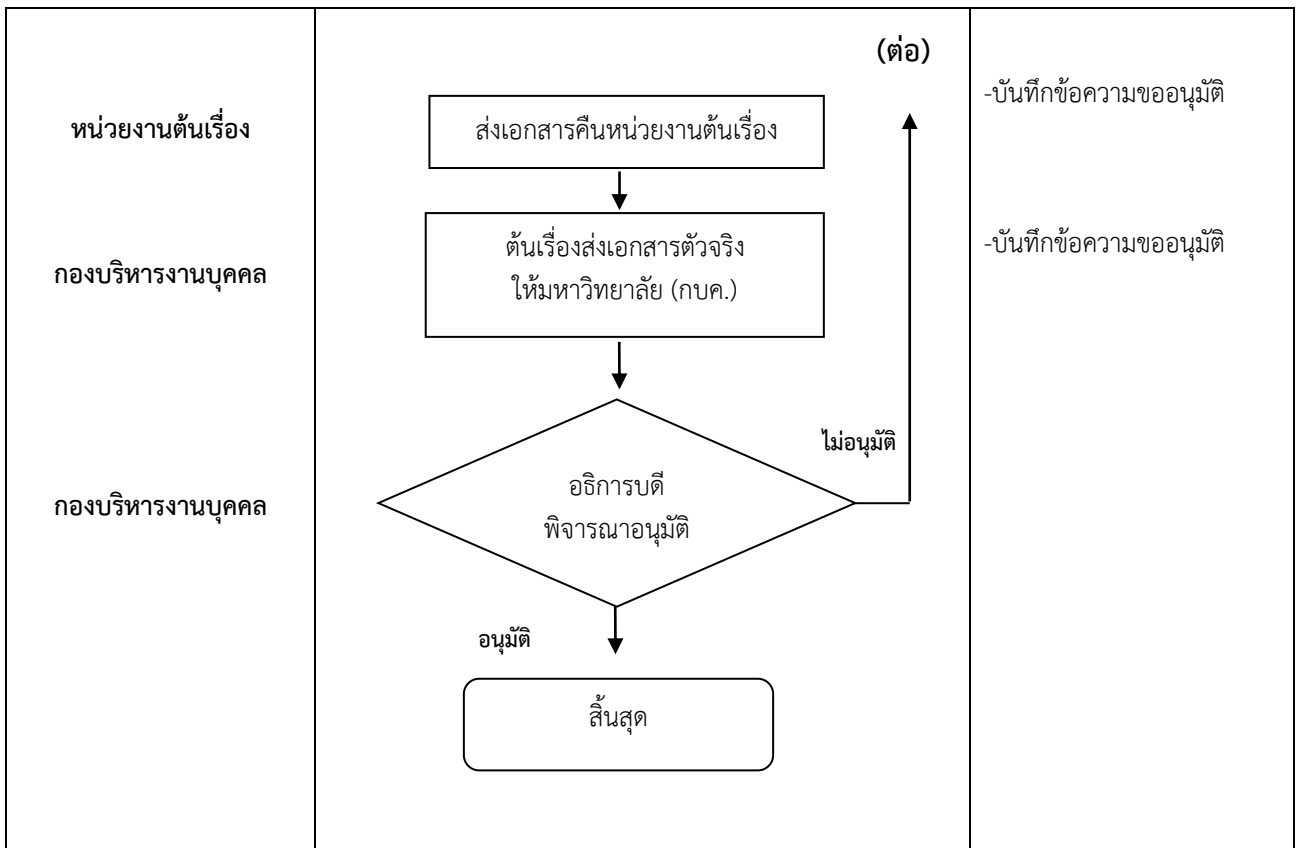 (ต่อ)
หน่วยงานต้นเรื่อง
ส่งเอกสารคืนหน่วยงานต้นเรื่อง
-บันทึกข้อความขออนุมัติ
กองบริหารงานบุคคล
ต้นเรื่องส่งเอกสารตัวจริง
ให้มหาวิทยาลัย (กบค.)
-บันทึกข้อความขออนุมัติ
กองบริหารงานบุคคล
อธิการบดี
พิจารณาอนุมัติ
ไม่อนุมัติ
อนุมัติ
สิ้นสุด